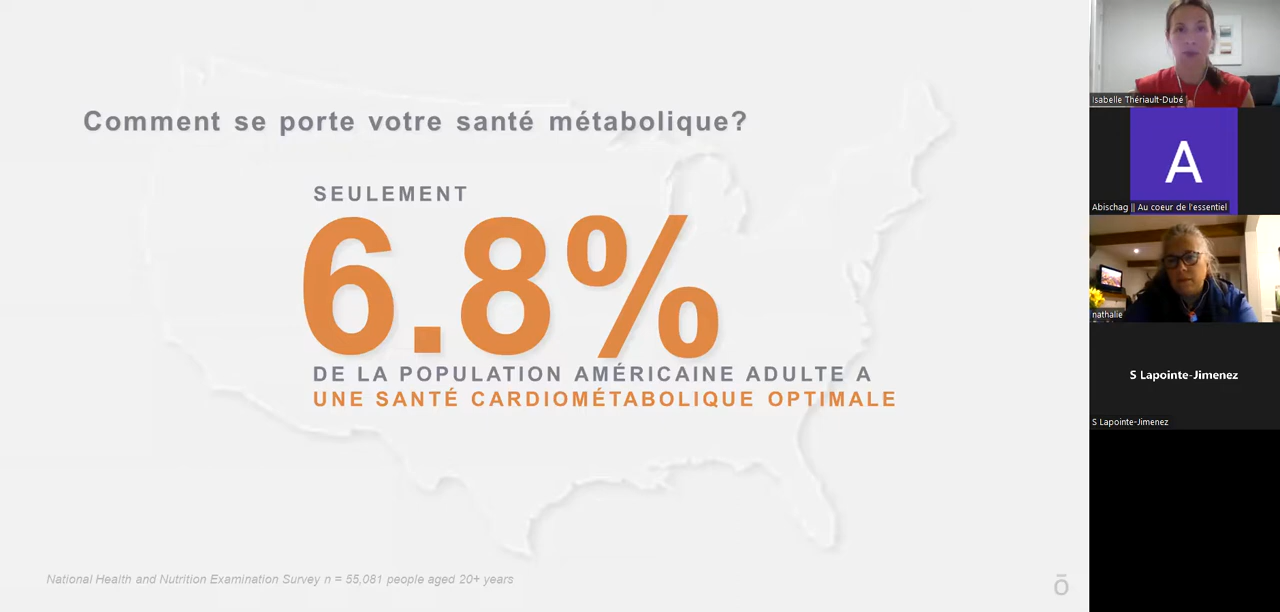 Comment se porte votre santé métabolique?
SEULEMENT
6.8%
DE LA POPULATION AMÉRICAINE ADULTE A
UNE SANTÉ CARDIOMÉTABOLIQUE OPTIMALE
National Health and Nutrition Examination Survey n = 55,081 people aged 20+ years
ō
Isabelle Thériault-Dubé
A
Abischag || Au coeur de l'essentiel
nathalie
S Lapointe-Jimenez
S Lapointe-Jimenez